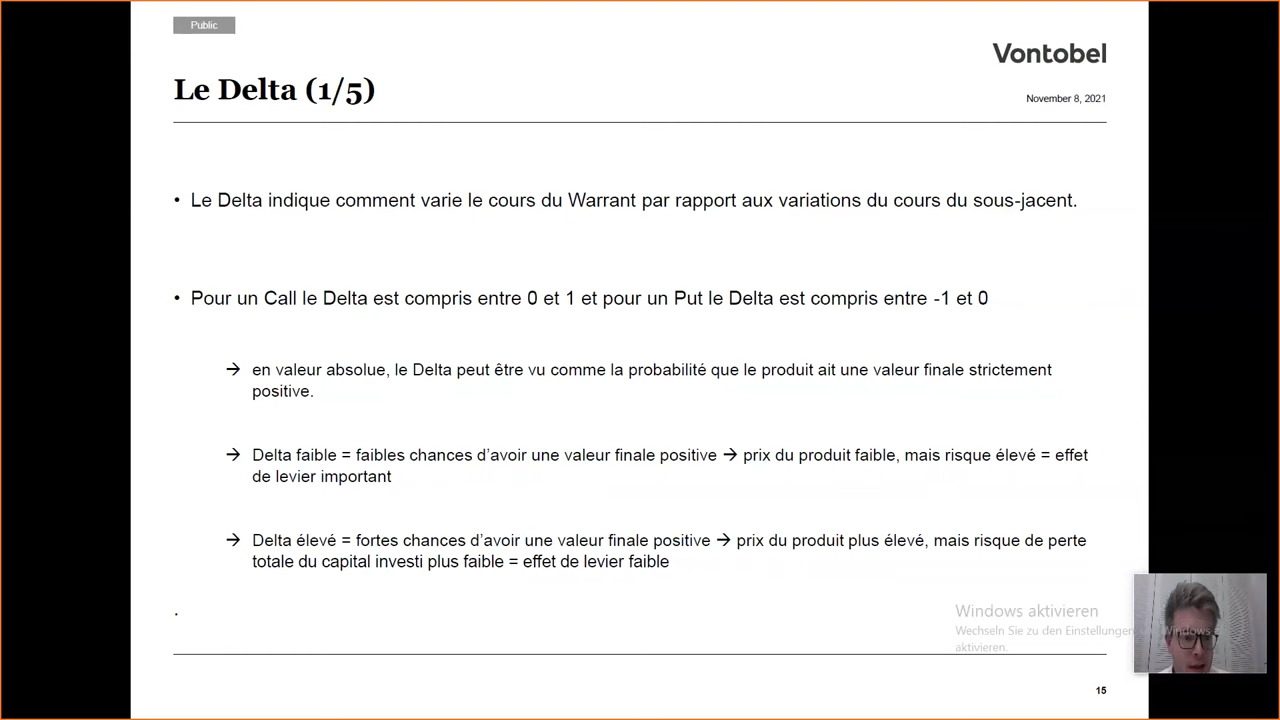 Public
Vontobel
Le Delta (1/5)
November 8, 2021
• Le Delta indique comment varie le cours du Warrant par rapport aux variations du cours du sous-jacent.
• Pour un Call le Delta est compris entre 0 et 1 et pour un Put le Delta est compris entre -1 et 0
→ en valeur absolue, le Delta peut être vu comme la probabilité que le produit ait une valeur finale strictement
positive.
→ Delta faible = faibles chances d’avoir une valeur finale positive → prix du produit faible, mais risque élevé = effet
de levier important
→ Delta élevé = fortes chances d’avoir une valeur finale positive → prix du produit plus élevé, mais risque de perte
totale du capital investi plus faible = effet de levier faible
.
Windows aktivieren
Wechseln Sie zu den Einstellungen, Windows
aktivieren.
15